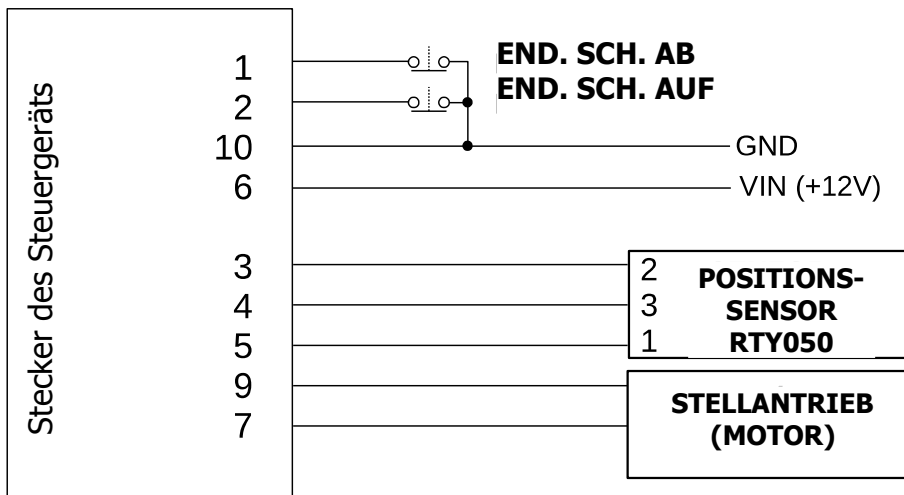 Stecker des Steuergeräts
1
END. SCH. AB
2
END. SCH. AUF
10
GND
6
VIN (+12V)
3
4
5
9
7
2
3
1
POSITIONS-
SENSOR
RTY050
STELLANTRIEB
(MOTOR)